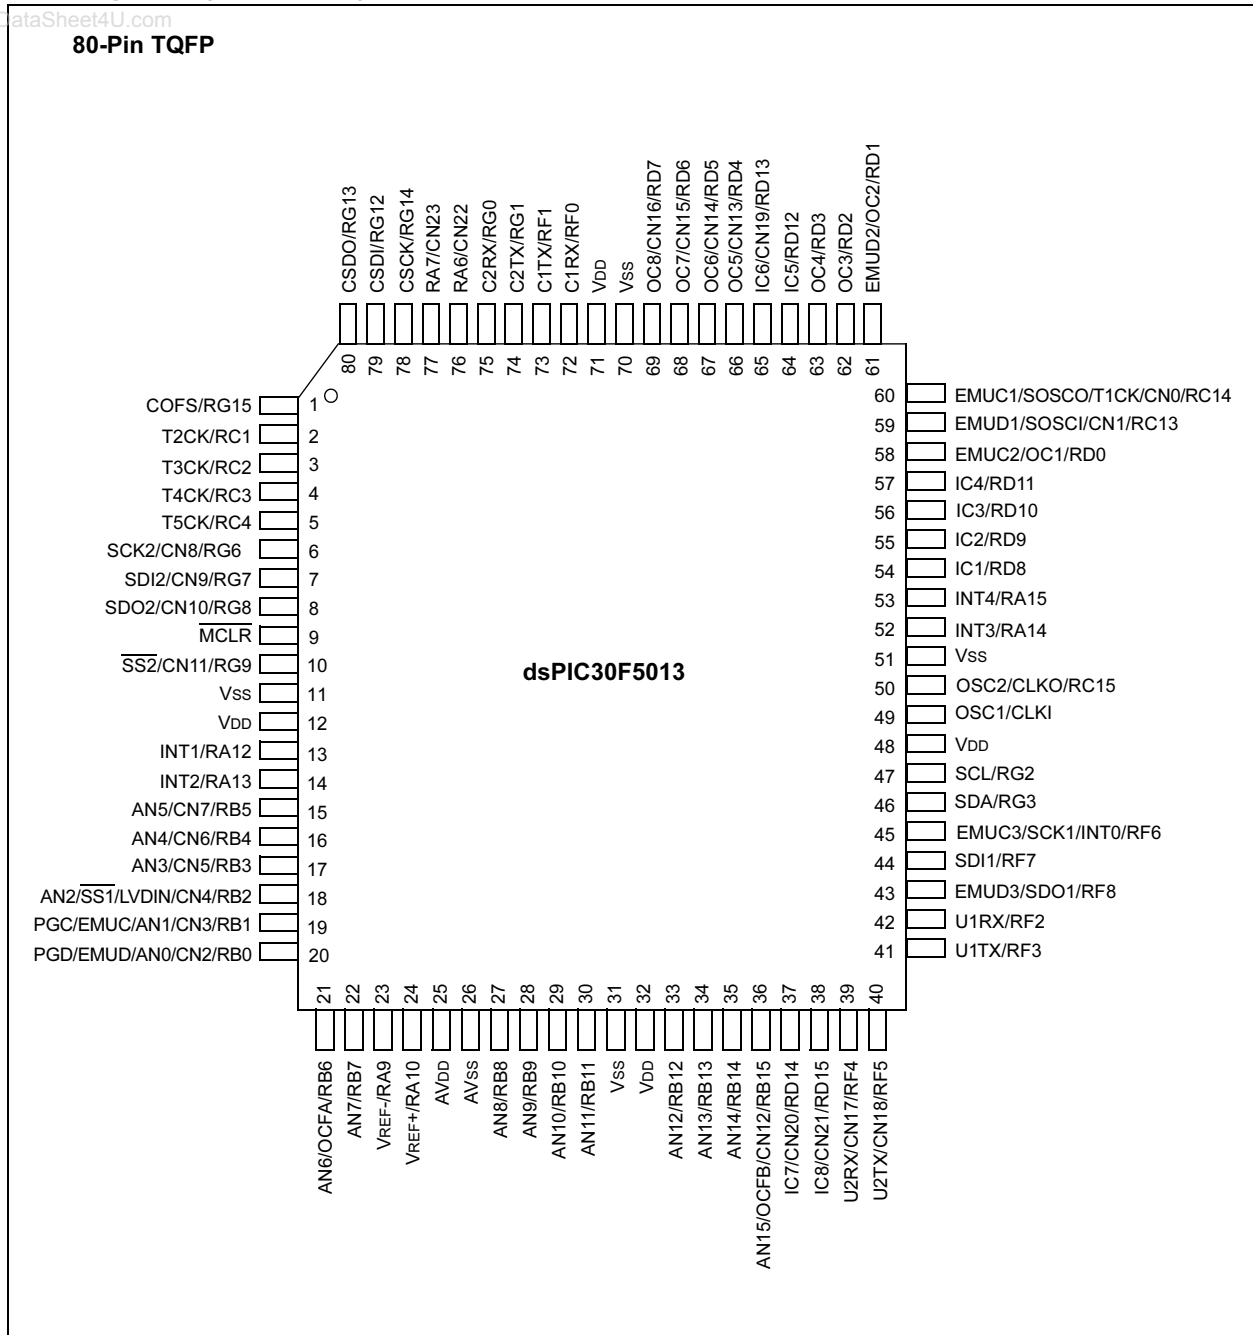 DataSheet4U.com
80-Pin TQFP
CSDO/RG13
CSDI/RG12
CSCK/RG14
RA7/CN23
RA6/CN22
C2RX/RG0
C2TX/RG1
C1TX/RF1
C1RX/RF0
VDD
VSS
OC8/CN16/RD7
OC7/CN15/RD6
OC6/CN14/RD5
OC5/CN13/RD4
IC6/CN19/RD13
IC5/RD12
OC4/RD3
OC3/RD2
EMUD2/OC2/RD1
80 79 78 77 76 75 74 73 72 71 70 69 68 67 66 65 64 63 62 61
COFS/RG15 1
T2CK/RC1 2
T3CK/RC2 3
T4CK/RC3 4
T5CK/RC4 5
SCK2/CN8/RG6 6
SDI2/CN9/RG7 7
SDO2/CN10/RG8 8
MCLR 9
SS2/CN11/RG9 10
VSS 11
VDD 12
INT1/RA12 13
INT2/RA13 14
AN5/CN7/RB5 15
AN4/CN6/RB4 16
AN3/CN5/RB3 17
AN2/SS1/LVDIN/CN4/RB2 18
PGC/EMUC/AN1/CN3/RB1 19
PGD/EMUD/AN0/CN2/RB0 20
dsPIC30F5013
60 EMUC1/SOSCO/T1CK/CN0/RC14
59 EMUD1/SOSCI/CN1/RC13
58 EMUC2/OC1/RD0
57 IC4/RD11
56 IC3/RD10
55 IC2/RD9
54 IC1/RD8
53 INT4/RA15
52 INT3/RA14
51 VSS
50 OSC2/CLKO/RC15
49 OSC1/CLKI
48 VDD
47 SCL/RG2
46 SDA/RG3
45 EMUC3/SCK1/INT0/RF6
44 SDI1/RF7
43 EMUD3/SDO1/RF8
42 U1RX/RF2
41 U1TX/RF3
21 22 23 24 25 26 27 28 29 30 31 32 33 34 35 36 37 38 39 40
AN6/OCFA/RB6
AN7/RB7
VREF-/RA9
VREF+/RA10
AVDD
AVSS
AN8/RB8
AN9/RB9
AN10/RB10
AN11/RB11
VSS
VDD
AN12/RB12
AN13/RB13
AN14/RB14
AN15/OCFB/CN12/RB15
IC7/CN20/RD14
IC8/CN21/RD15
U2RX/CN17/RF4
U2TX/CN18/RF5